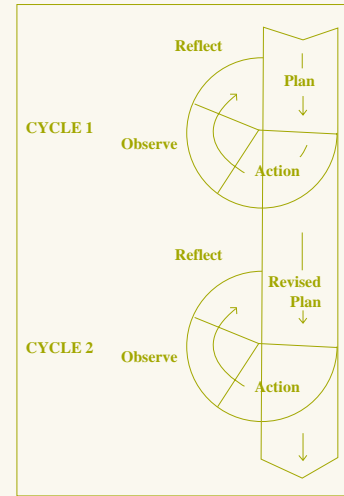 Reflect
Plan
CYCLE 1
Observe
Action
Reflect
Revised
Plan
CYCLE 2
Observe
Action